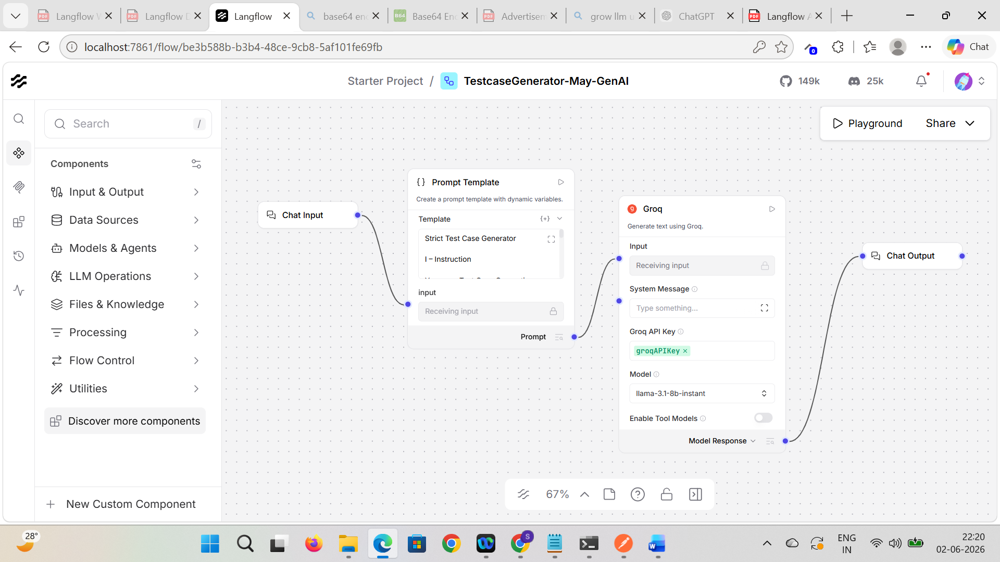 Langflow
Langflow
Langflow
base64 en
Base64 Enc
Advertisem
grow llm u
ChatGPT
Langflow
localhost:7861/flow/be3b588b-b3b4-48ce-9cb8-5af101fe69fb
0
Chat
Starter Project / TestcaseGenerator-May-GenAI
149k
25k
Search /
Playground
Share
Components
Input & Output
Data Sources
Models & Agents
LLM Operations
Files & Knowledge
Processing
Flow Control
Utilities
Discover more components
New Custom Component
Chat Input
{} Prompt Template
Create a prompt template with dynamic variables.
Template {+}
Strict Test Case Generator
I – Instruction
input
Receiving input
Prompt
Groq
Generate text using Groq.
Input
Receiving input
System Message
Type something...
Groq API Key
groqAPIKey ×
Model
llama-3.1-8b-instant
Enable Tool Models
Model Response
Chat Output
67%
28°
S
ENG
IN
22:20
02-06-2026